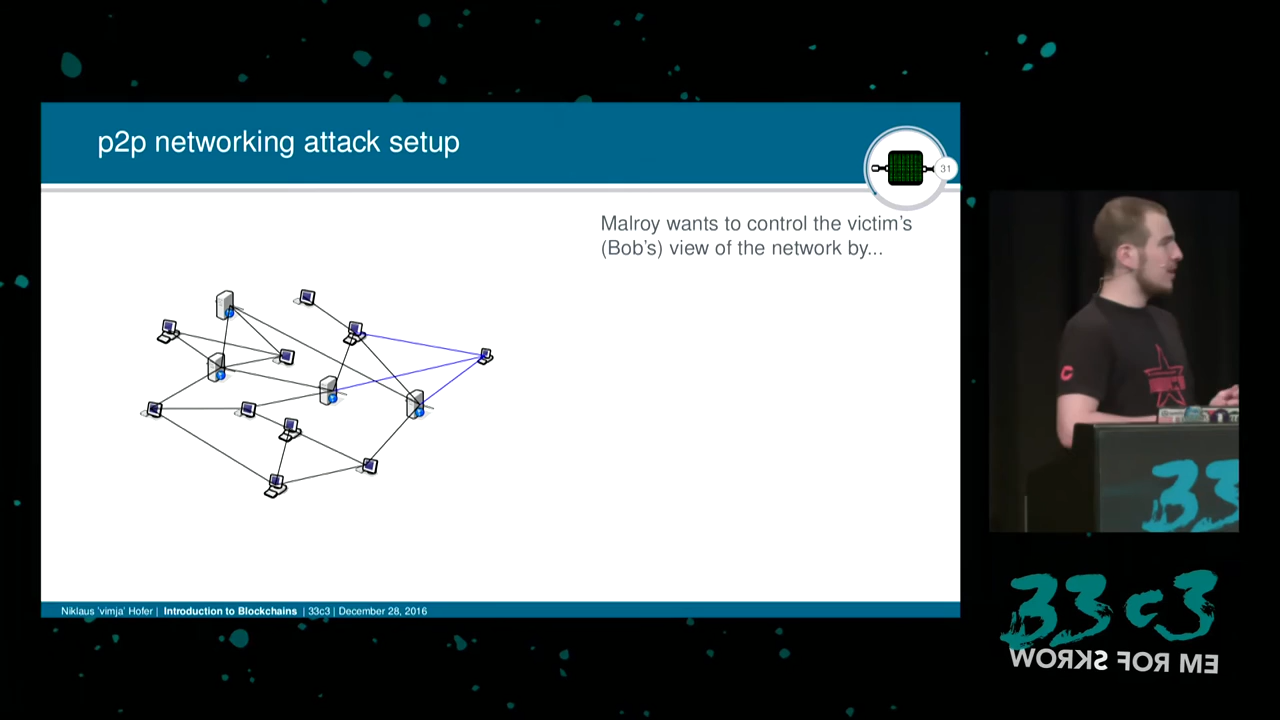 p2p networking attack setup
31
Malroy wants to control the victim's
(Bob's) view of the network by...
Niklaus 'vimja' Hofer | Introduction to Blockchains | 33c3 | December 28, 2016
33
33c3
WORKS FOR ME